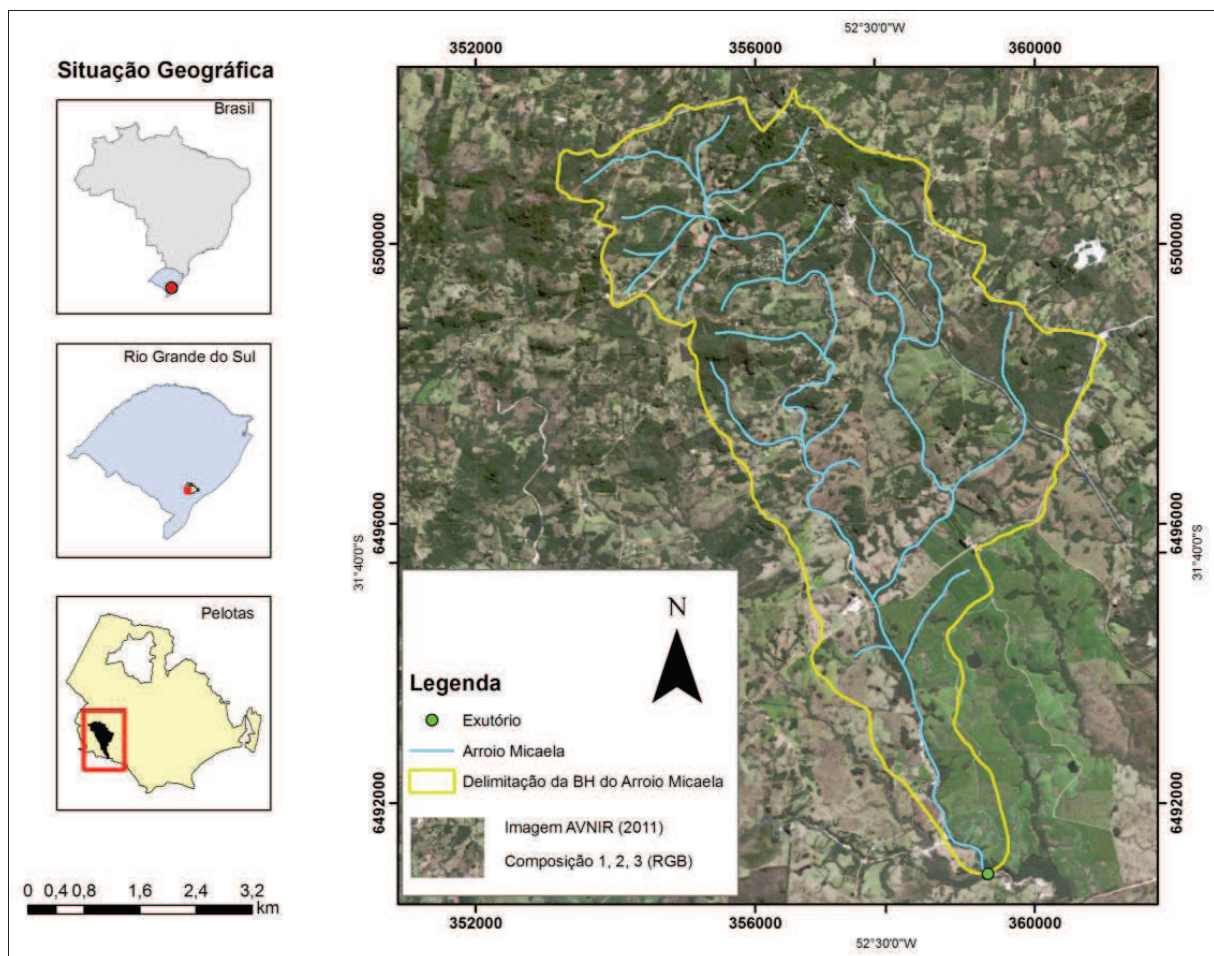 Situação Geográfica
Brasil
Rio Grande do Sul
Pelotas
0 0,4 0,8 1,6 2,4 3,2
km
52°30'0"W
352000 356000 360000
6500000 6500000
6496000 6496000
31°40'0"S 31°40'0"S
6492000 6492000
N
Legenda
Exutório
Arroio Micaela
Delimitação da BH do Arroio Micaela
Imagem AVNIR (2011)
Composição 1, 2, 3 (RGB)
352000 356000 360000
52°30'0"W